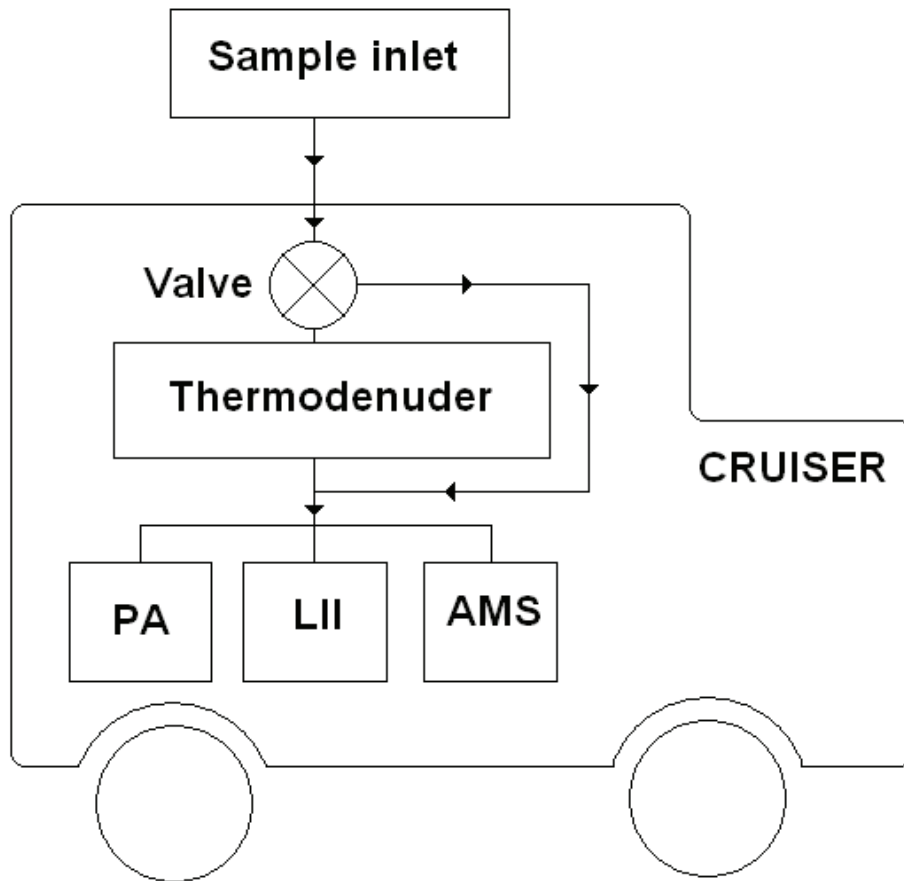 Sample inlet
Valve
Thermodenuder
CRUISER
PA
LII
AMS